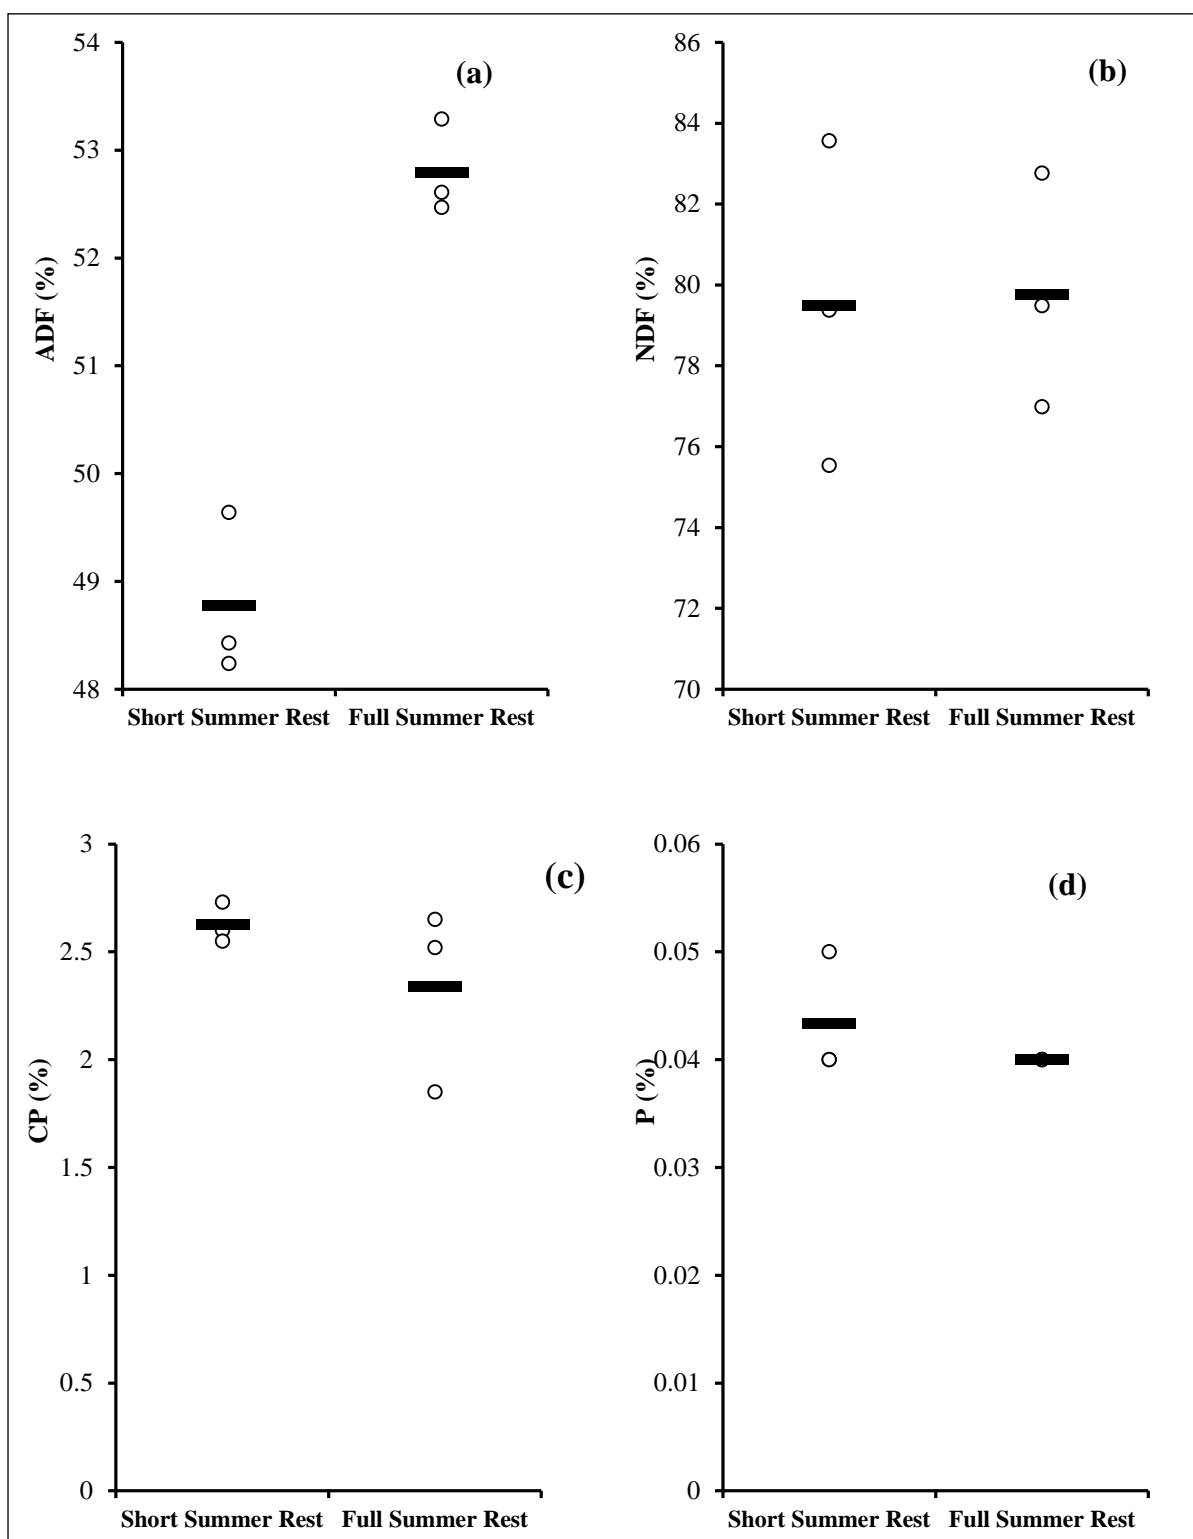 (a)
54
53
52
51
50
49
48
ADF (%)
Short Summer Rest Full Summer Rest
(b)
86
84
82
80
78
76
74
72
70
NDF (%)
Short Summer Rest Full Summer Rest
(c)
3
2.5
2
1.5
1
0.5
0
CP (%)
Short Summer Rest Full Summer Rest
(d)
0.06
0.05
0.04
0.03
0.02
0.01
0
P (%)
Short Summer Rest Full Summer Rest